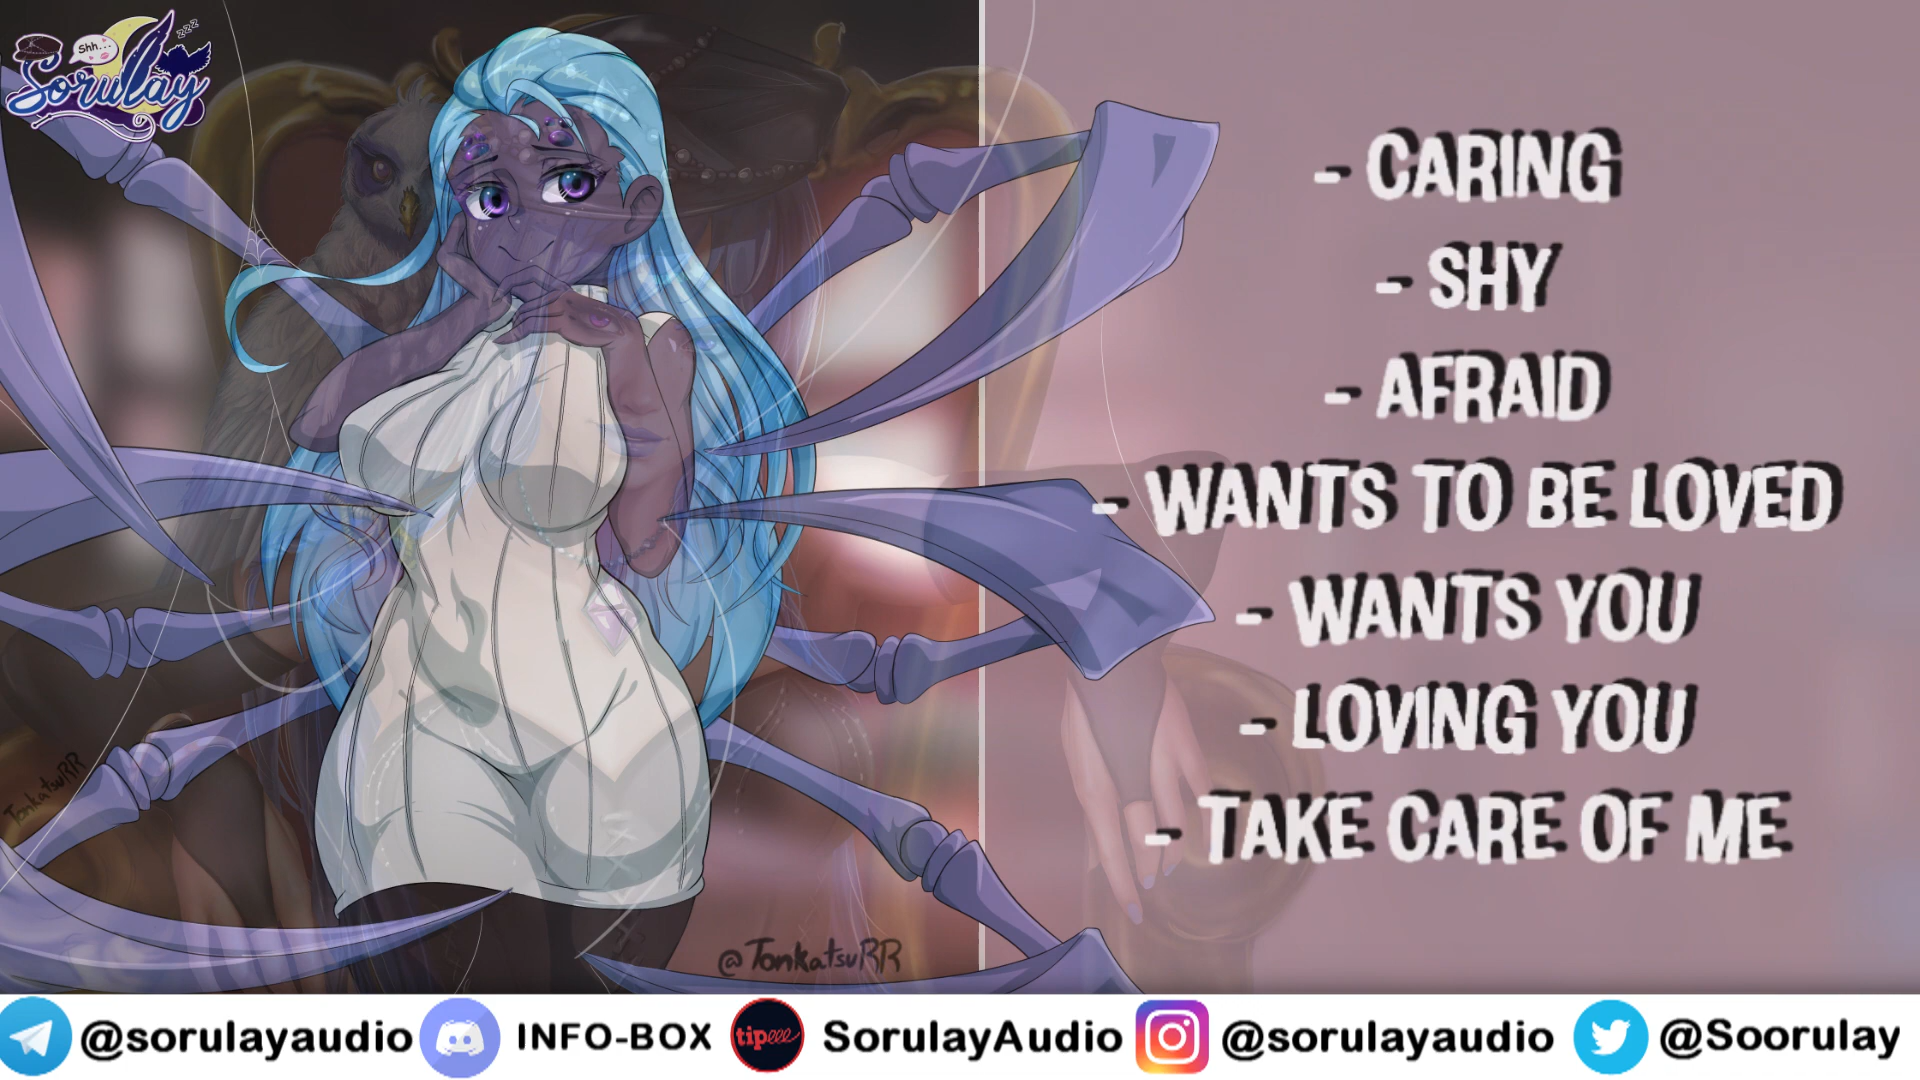 Shh...
zzz
Sorulay
- CARING
- SHY
- AFRAID
- WANTS TO BE LOVED
- WANTS YOU
- LOVING YOU
- TAKE CARE OF ME
TonkatsuRR
@TonkatsuRR
@sorulayaudio
INFO-BOX
tipeee
SorulayAudio
@sorulayaudio
@Soorulay